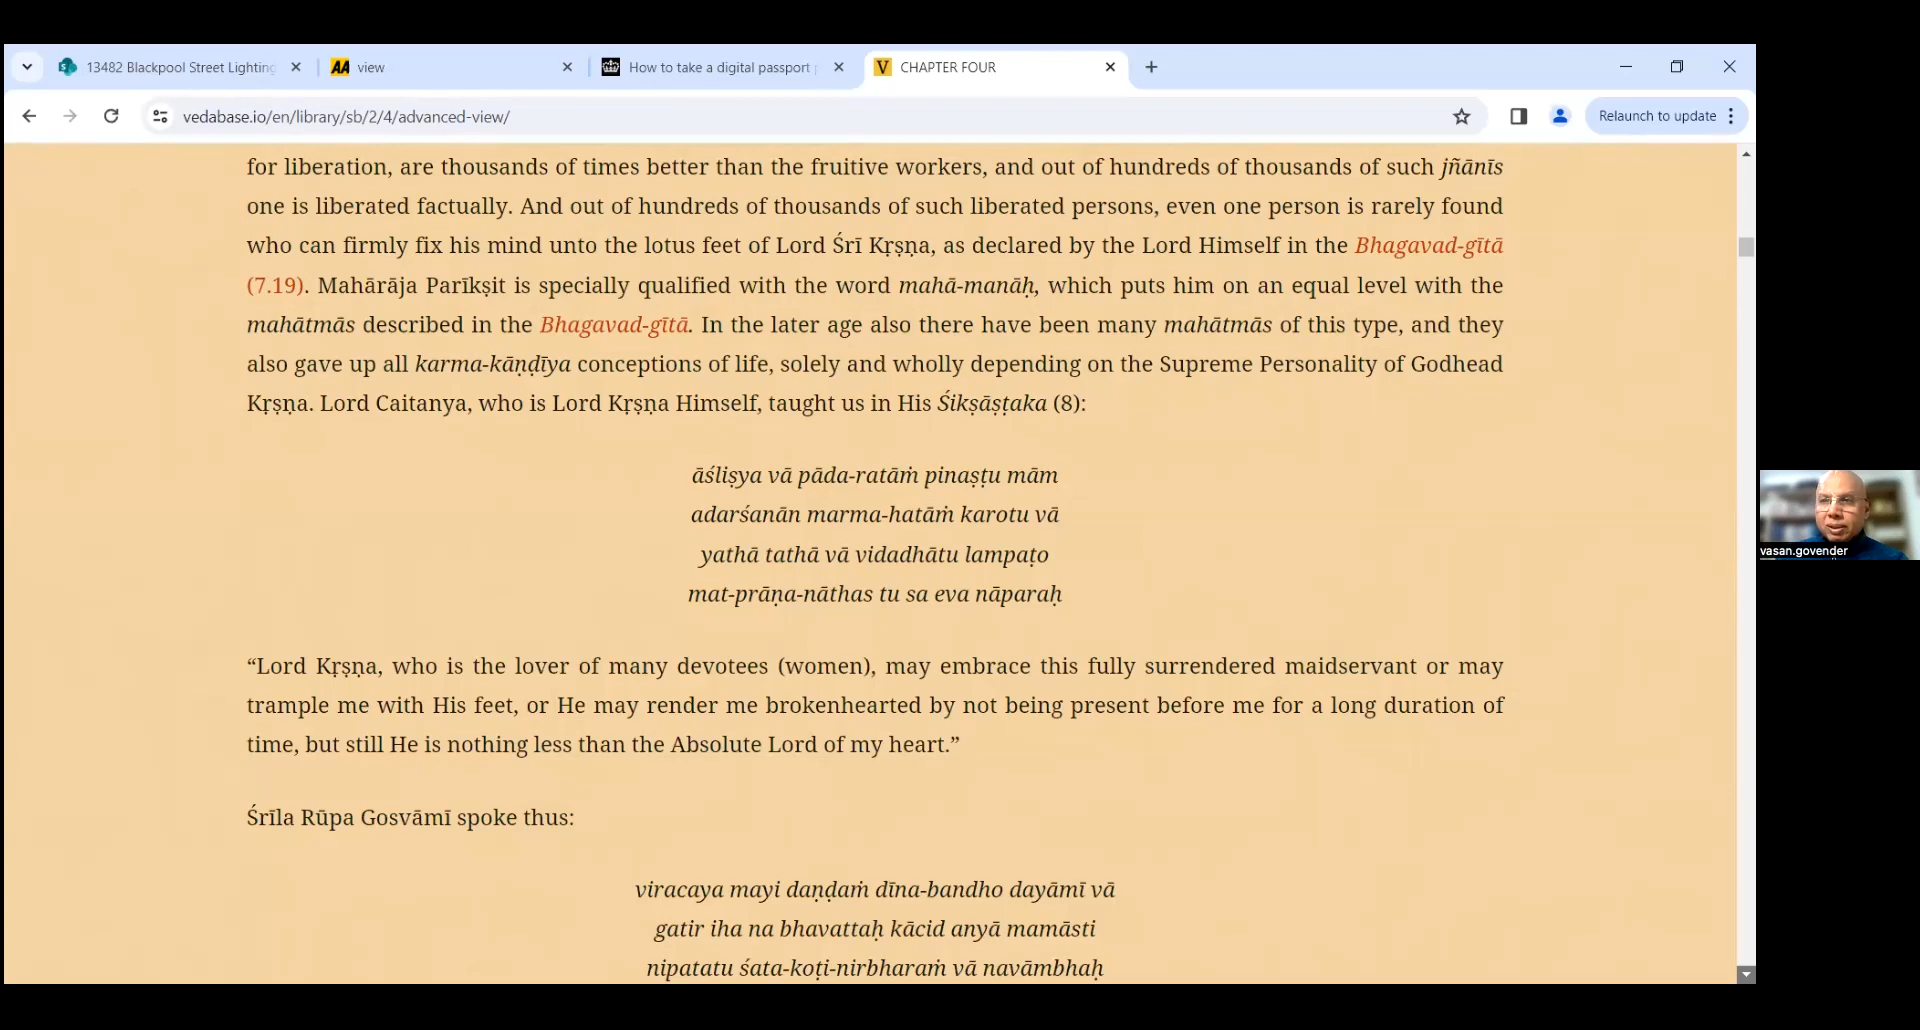 13482 Blackpool Street Lighting
AA view
How to take a digital passport
V CHAPTER FOUR
vedabase.io/en/library/sb/2/4/advanced-view/
Relaunch to update
for liberation, are thousands of times better than the fruitive workers, and out of hundreds of thousands of such jñānīs
one is liberated factually. And out of hundreds of thousands of such liberated persons, even one person is rarely found
who can firmly fix his mind unto the lotus feet of Lord Śrī Kṛṣṇa, as declared by the Lord Himself in the Bhagavad-gītā
(7.19). Mahārāja Parīkṣit is specially qualified with the word mahā-manāḥ, which puts him on an equal level with the
mahātmās described in the Bhagavad-gītā. In the later age also there have been many mahātmās of this type, and they
also gave up all karma-kāṇḍīya conceptions of life, solely and wholly depending on the Supreme Personality of Godhead
Kṛṣṇa. Lord Caitanya, who is Lord Kṛṣṇa Himself, taught us in His Śikṣāṣṭaka (8):
āśliṣya vā pāda-ratāṁ pinaṣṭu mām
adarśanān marma-hatāṁ karotu vā
yathā tathā vā vidadhātu lampaṭo
mat-prāṇa-nāthas tu sa eva nāparaḥ
“Lord Kṛṣṇa, who is the lover of many devotees (women), may embrace this fully surrendered maidservant or may
trample me with His feet, or He may render me brokenhearted by not being present before me for a long duration of
time, but still He is nothing less than the Absolute Lord of my heart.”
Śrīla Rūpa Gosvāmī spoke thus:
viracaya mayi daṇḍaṁ dīna-bandho dayāmī vā
gatir iha na bhavattaḥ kācid anyā mamāsti
nipatatu śata-koṭi-nirbharaṁ vā navāmbhaḥ
vasan.govender